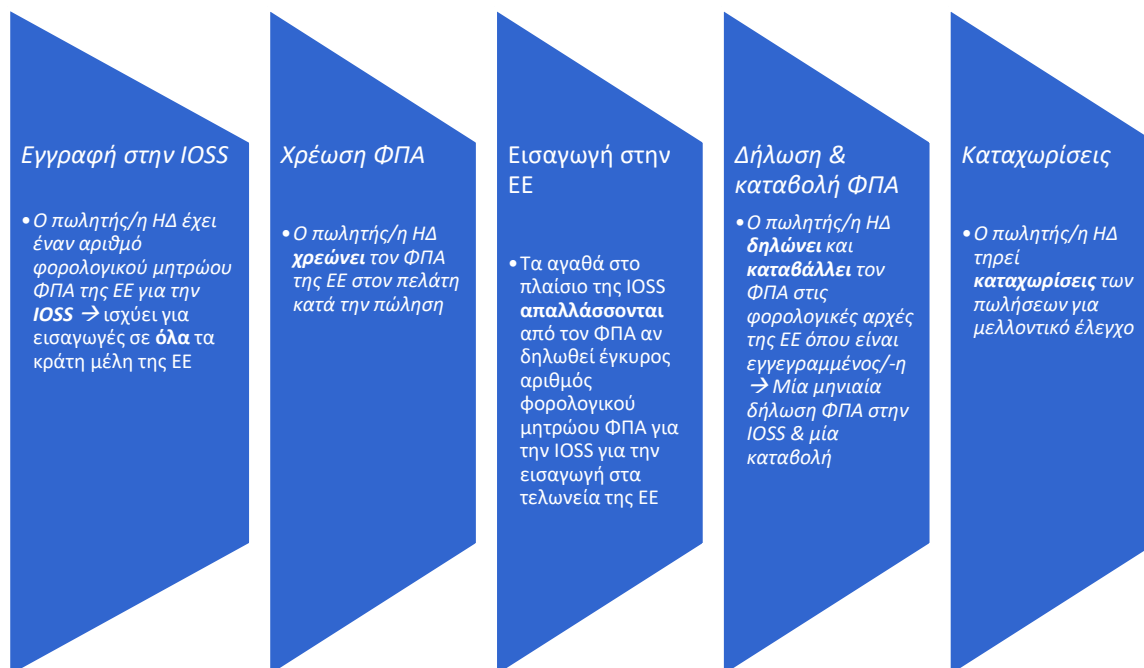 Εγγραφή στην IOSS
•Ο πωλητής/η ΗΔ έχει
έναν αριθμό
φορολογικού μητρώου
ΦΠΑ της ΕΕ για την
IOSS → ισχύει για
εισαγωγές σε όλα τα
κράτη μέλη της ΕΕ
Χρέωση ΦΠΑ
•Ο πωλητής/η ΗΔ
χρεώνει τον ΦΠΑ
της ΕΕ στον πελάτη
κατά την πώληση
Εισαγωγή στην
ΕΕ
•Τα αγαθά στο
πλαίσιο της IOSS
απαλλάσσονται
από τον ΦΠΑ αν
δηλωθεί έγκυρος
αριθμός
φορολογικού
μητρώου ΦΠΑ για
την IOSS για την
εισαγωγή στα
τελωνεία της ΕΕ
Δήλωση &
καταβολή ΦΠΑ
•Ο πωλητής/η ΗΔ
δηλώνει και
καταβάλλει τον
ΦΠΑ στις
φορολογικές αρχές
της ΕΕ όπου είναι
εγγεγραμμένος/-η
→ Μία μηνιαία
δήλωση ΦΠΑ στην
IOSS & μία
καταβολή
Καταχωρίσεις
•Ο πωλητής/η ΗΔ
τηρεί
καταχωρίσεις των
πωλήσεων για
μελλοντικό έλεγχο